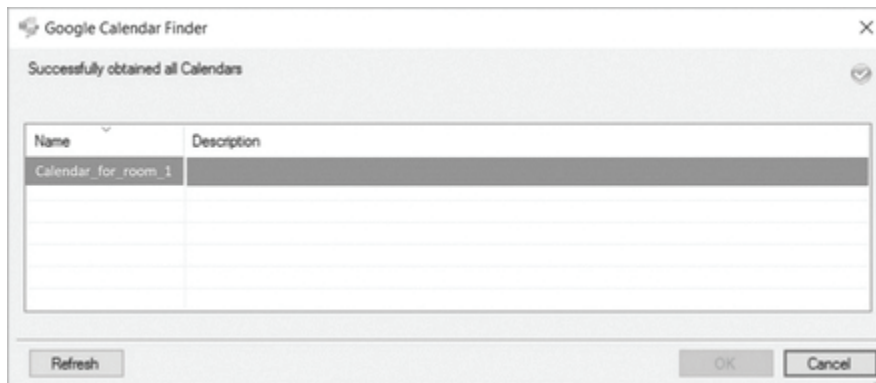 Google Calendar Finder
Successfully obtained all Calendars
Name Description
Calendar_for_room_1
Refresh OK Cancel